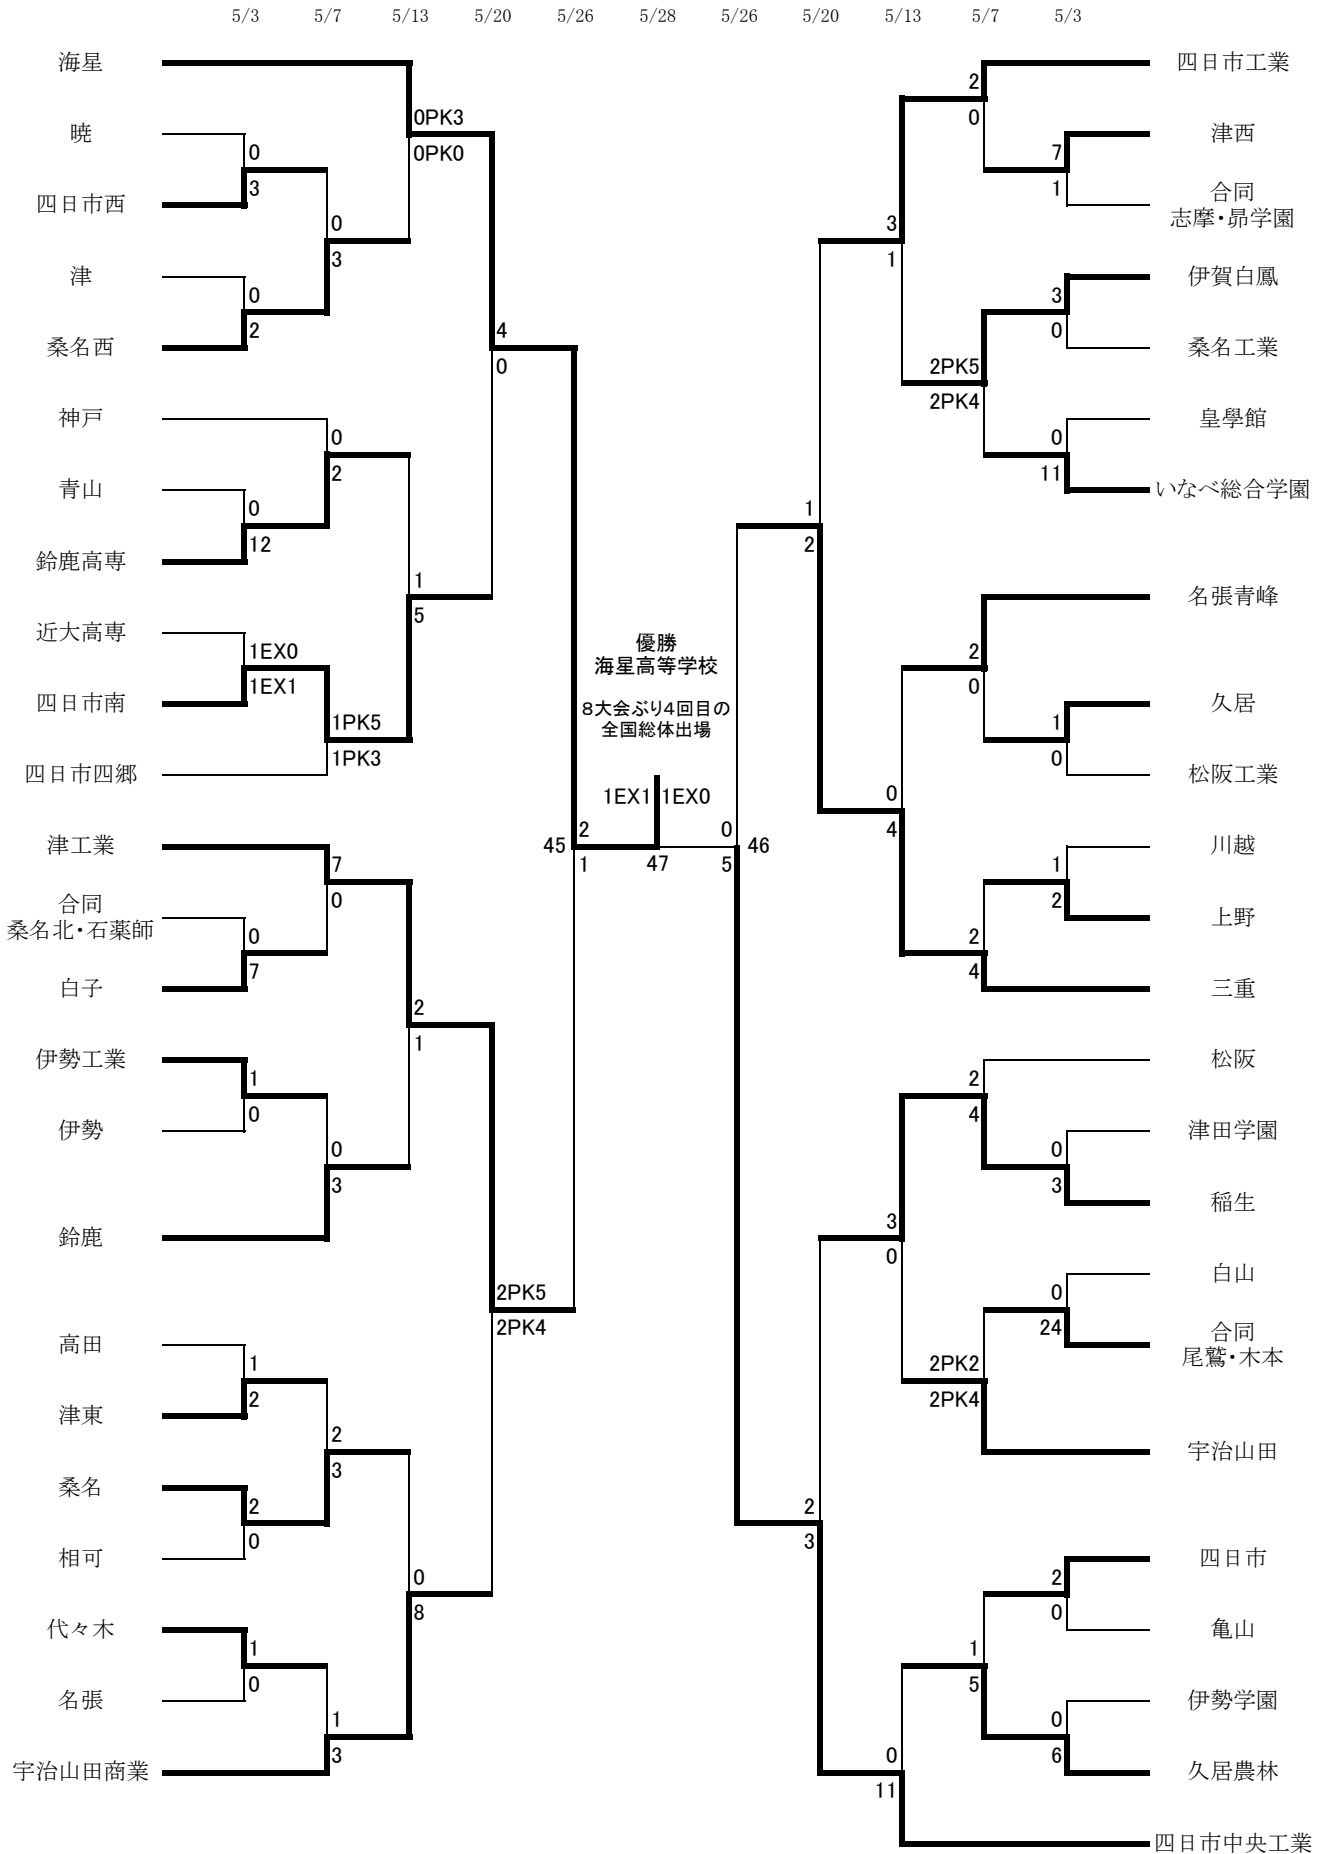 5/3 5/7 5/13 5/20 5/26 5/28 5/26 5/20 5/13 5/7 5/3
海星
暁
四日市西
津
桑名西
神戸
青山
鈴鹿高専
近大高専
四日市南
四日市四郷
津工業
合同
桑名北・石薬師
白子
伊勢工業
伊勢
鈴鹿
高田
津東
桑名
相可
代々木
名張
宇治山田商業
0
3
0
2
0
12
1EX0
1EX1
0
7
1
0
1
2
2
0
1
0
0
3
0
2
1PK5
1PK3
7
0
0
3
2
3
1
3
0PK3
0PK0
1
5
2
1
0
8
4
0
2PK5
2PK4
45
2
1
優勝
海星高等学校
8大会ぶり4回目の
全国総体出場
1EX1 1EX0
47
0
5
46
1
2
2
3
3
1
0
4
3
0
0
11
2
0
2PK5
2PK4
2
0
2
4
2
4
2PK2
2PK4
1
5
7
1
3
0
0
11
1
0
1
2
0
3
0
24
2
0
0
6
四日市工業
津西
合同
志摩・昴学園
伊賀白鳳
桑名工業
皇學館
いなべ総合学園
名張青峰
久居
松阪工業
川越
上野
三重
松阪
津田学園
稲生
白山
合同
尾鷲・木本
宇治山田
四日市
亀山
伊勢学園
久居農林
四日市中央工業